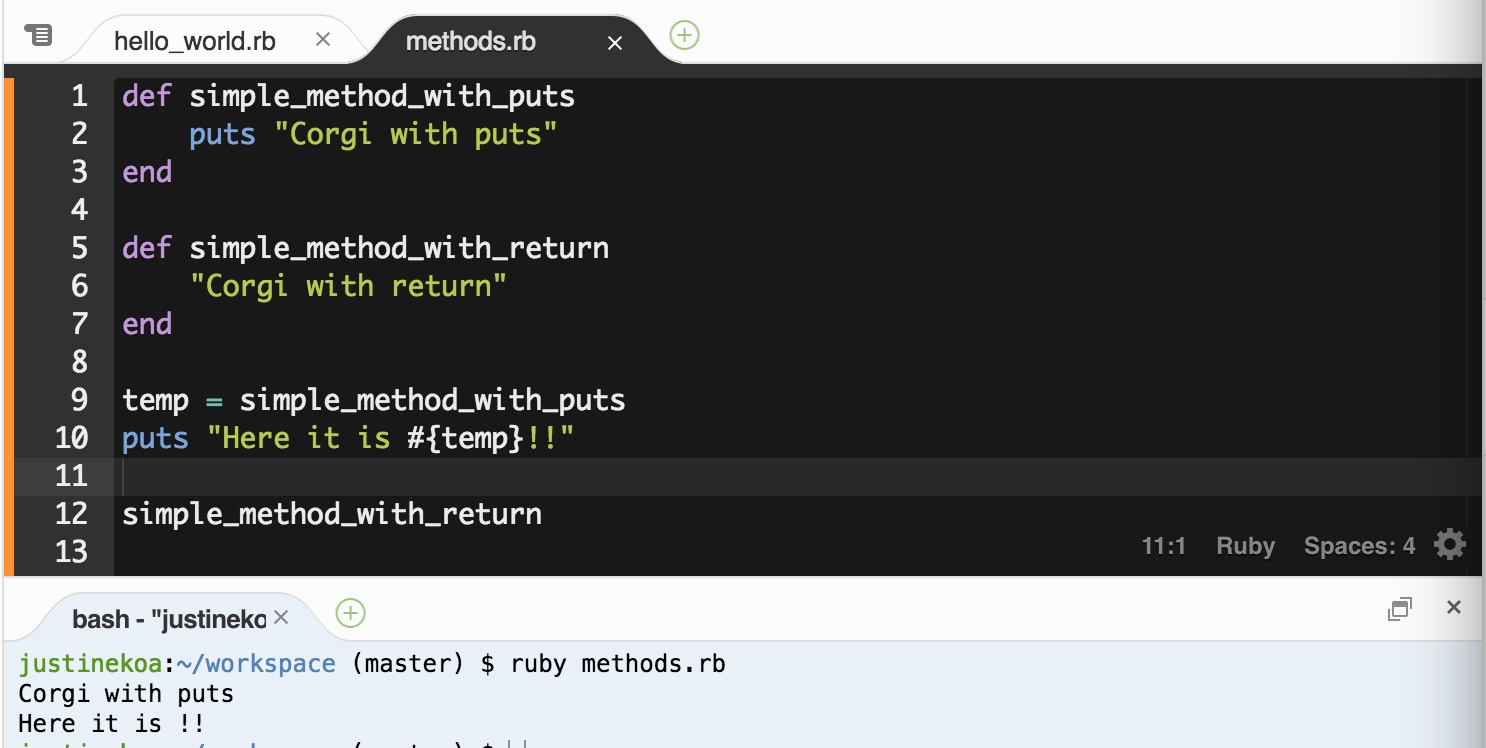 hello_world.rb methods.rb
1 def simple_method_with_puts
2     puts "Corgi with puts"
3 end
4
5 def simple_method_with_return
6     "Corgi with return"
7 end
8
9 temp = simple_method_with_puts
10 puts "Here it is #{temp}!!"
11
12 simple_method_with_return
13
11:1 Ruby Spaces: 4
bash - "justineko
justinekoa:~/workspace (master) $ ruby methods.rb
Corgi with puts
Here it is !!